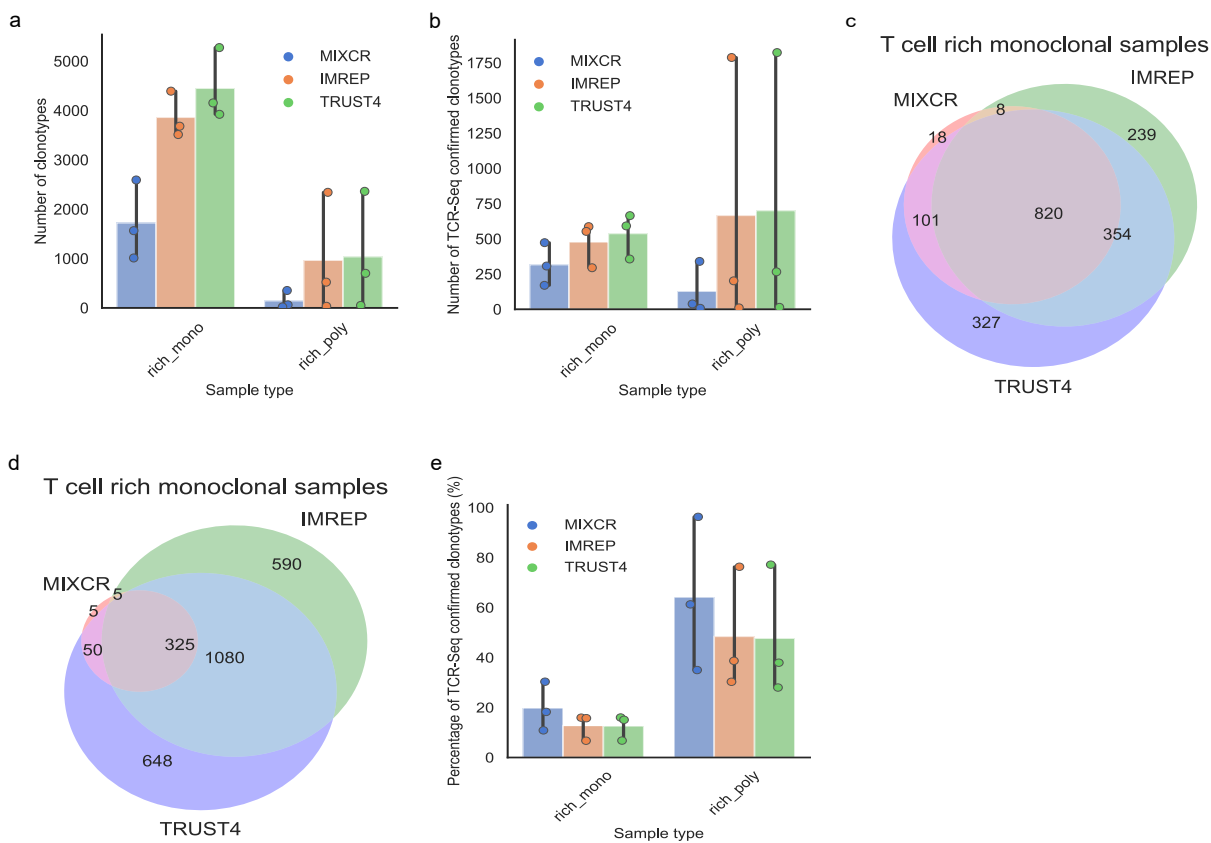 a
Number of clonotypes
5000
4000
3000
2000
1000
0
MIXCR
IMREP
TRUST4
rich_mono
rich_poly
Sample type
b
Number of TCR-Seq confirmed clonotypes
1750
1500
1250
1000
750
500
250
0
MIXCR
IMREP
TRUST4
rich_mono
rich_poly
Sample type
c
T cell rich monoclonal samples
IMREP
MIXCR
8
18
239
101
820
354
327
TRUST4
d
T cell rich monoclonal samples
IMREP
590
MIXCR
5
5
50
325
1080
648
TRUST4
e
Percentage of TCR-Seq confirmed clonotypes (%)
100
80
60
40
20
0
MIXCR
IMREP
TRUST4
rich_mono
rich_poly
Sample type